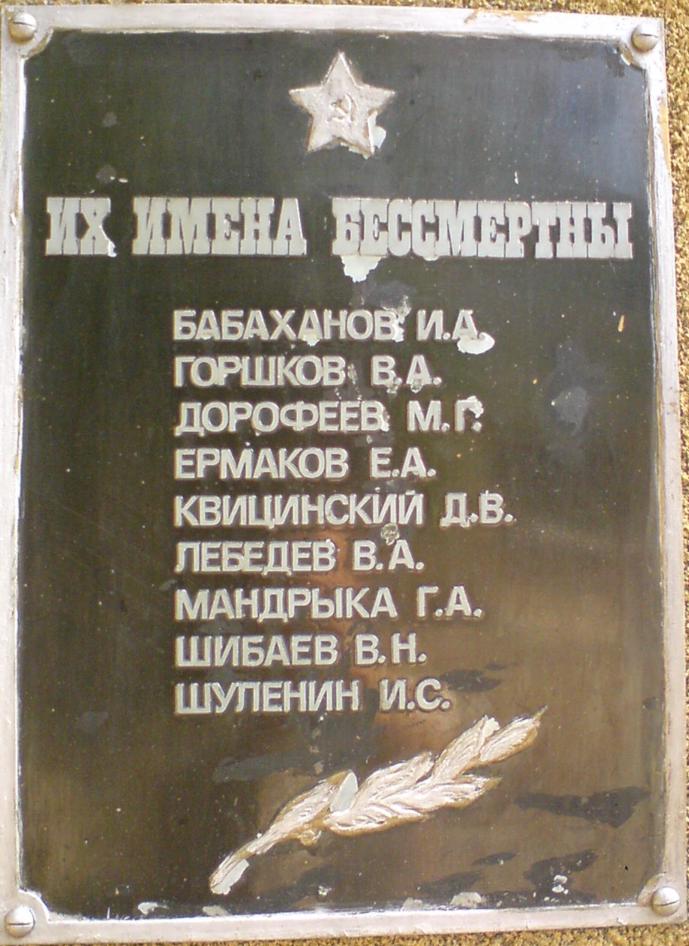 ИХ ИМЕНА БЕССМЕРТНЫ
БАБАХАНОВ И.А.
ГОРШКОВ В.А.
ДОРОФЕЕВ М.Г.
ЕРМАКОВ Е.А.
КВИЦИНСКИЙ Д.В.
ЛЕБЕДЕВ В.А.
МАНДРЫКА Г.А.
ШИБАЕВ В.Н.
ШУЛЕНИН И.С.